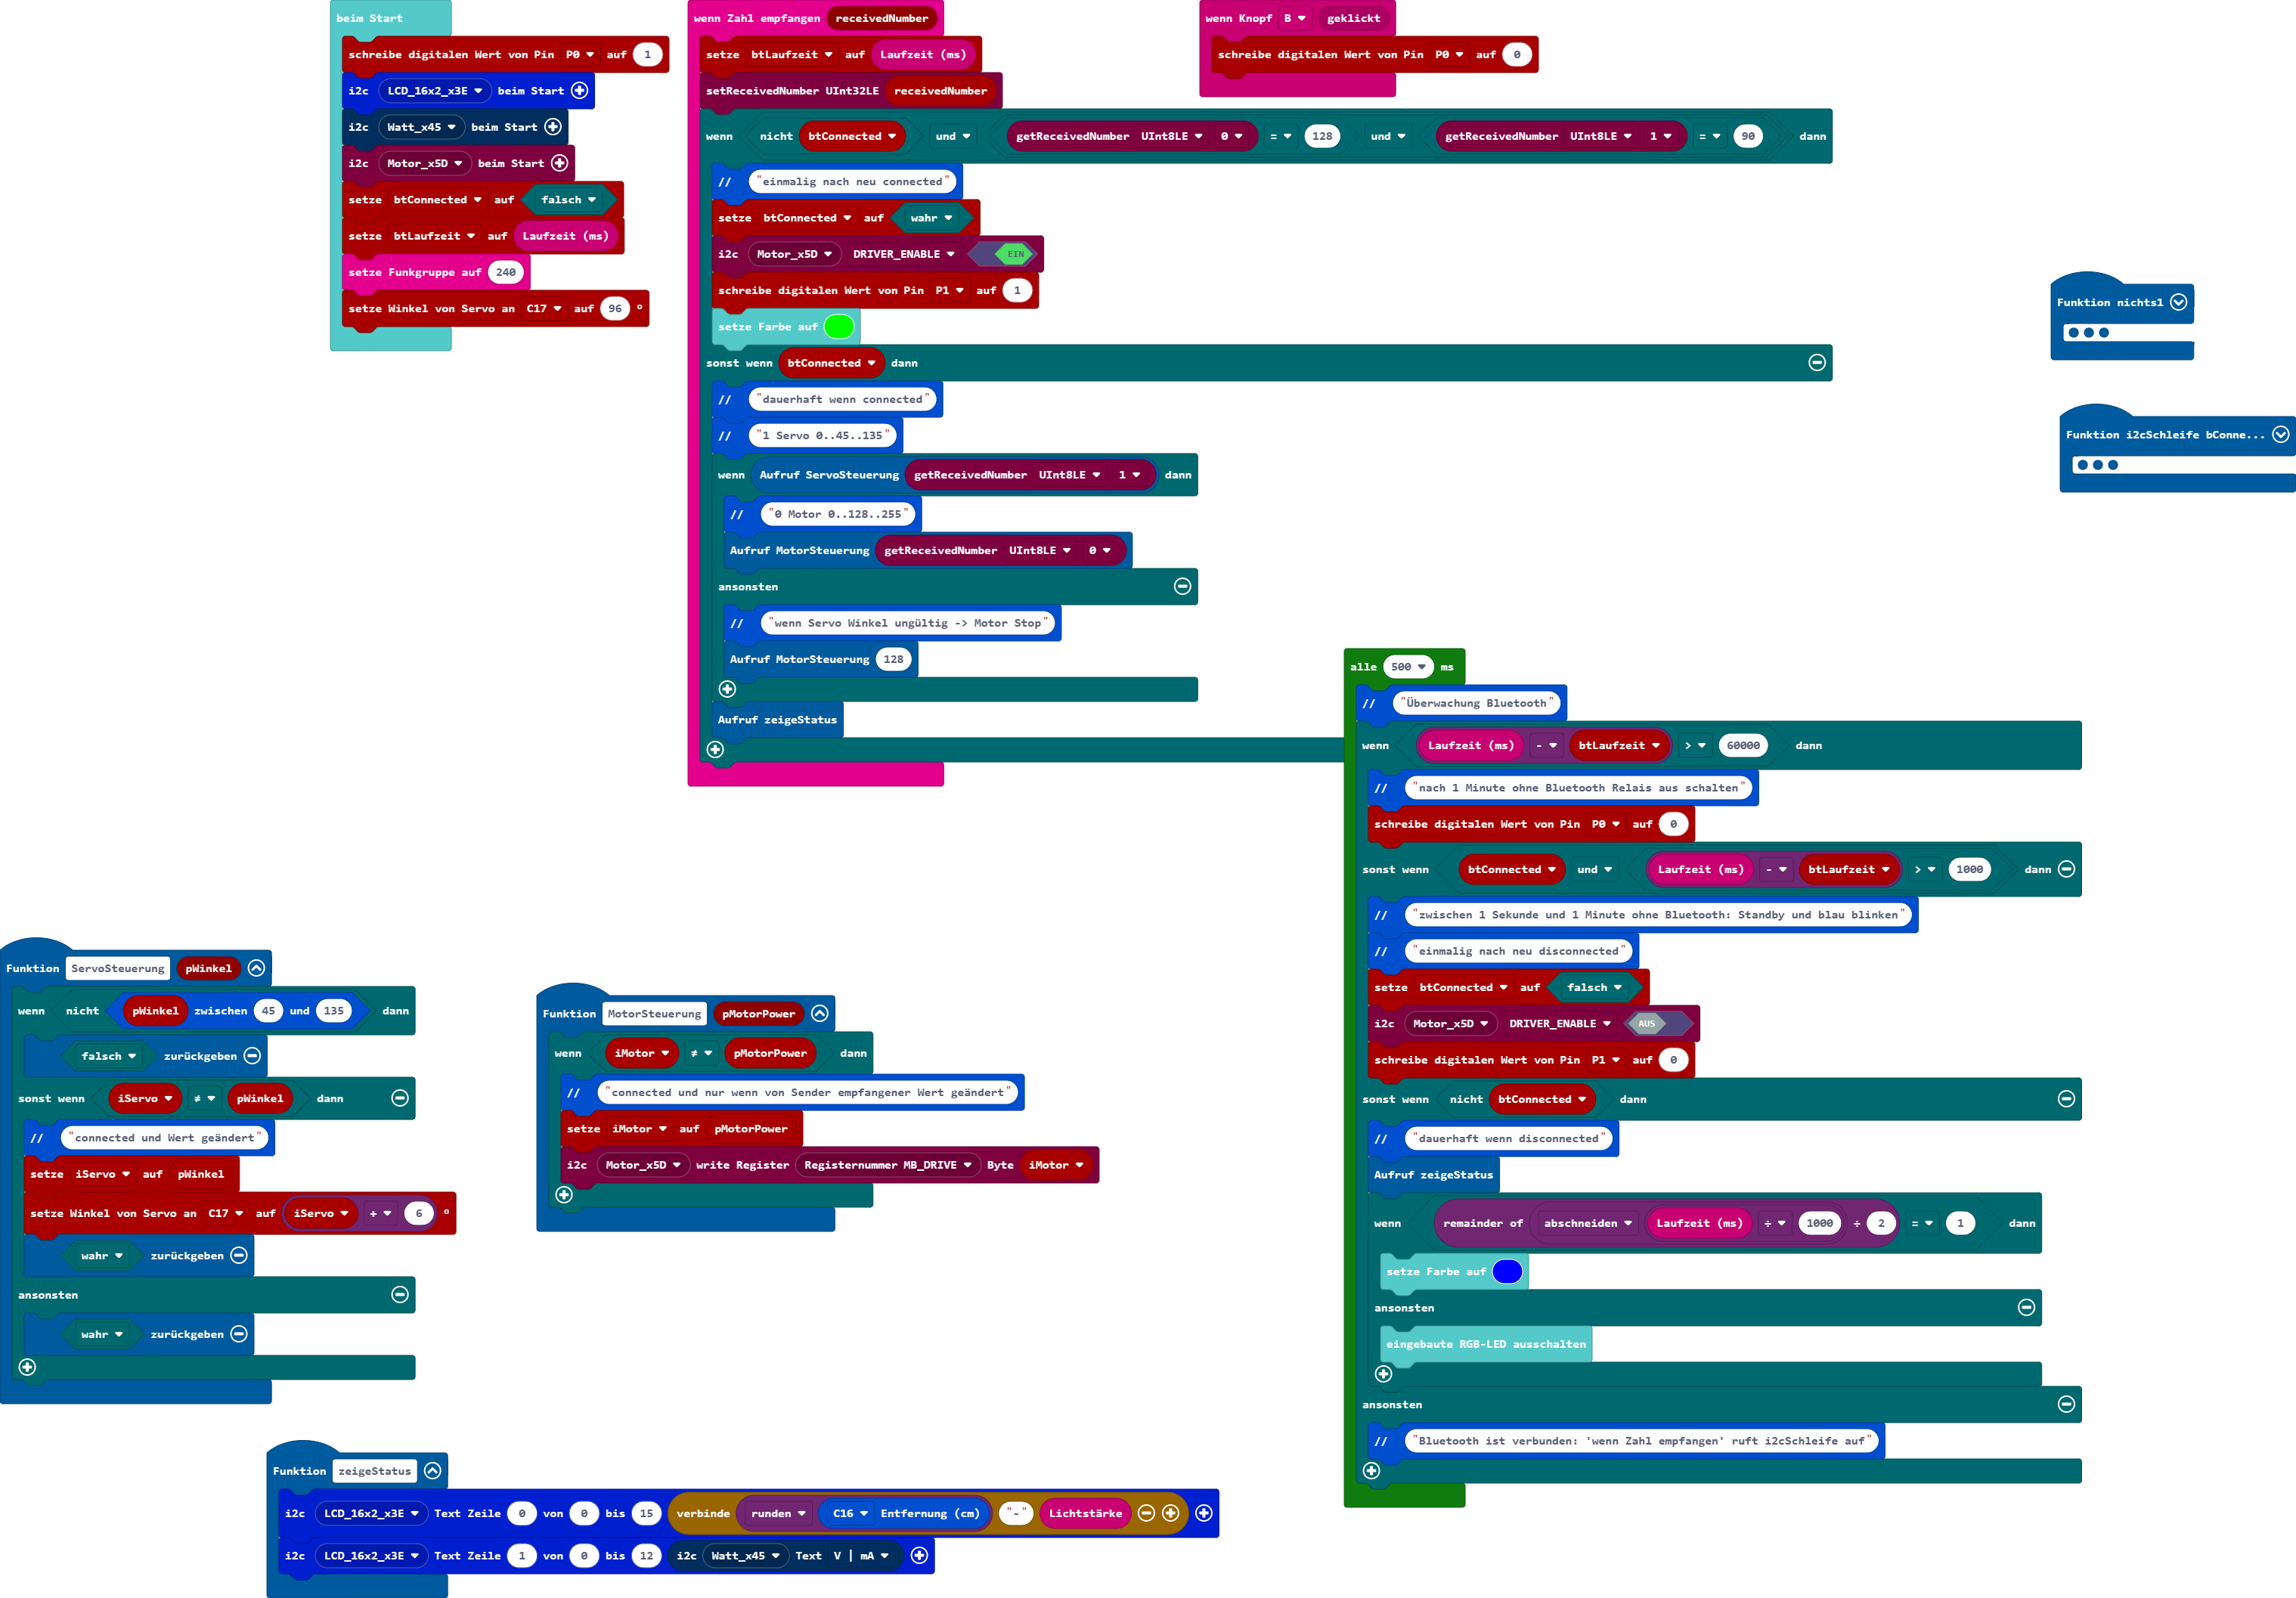 beim Start
schreibe digitalen Wert von Pin P0 auf 1
i2c LCD_16x2_x3E beim Start
i2c Watt_x45 beim Start
i2c Motor_x5D beim Start
setze btConnected auf falsch
setze btLaufzeit auf Laufzeit (ms)
setze Funkgruppe auf 240
setze Winkel von Servo an C17 auf 96 °
wenn Zahl empfangen receivedNumber
setze btLaufzeit auf Laufzeit (ms)
setReceivedNumber UInt32LE receivedNumber
wenn nicht btConnected und getReceivedNumber UInt8LE 0 = 128 und getReceivedNumber UInt8LE 1 = 90 dann
// "einmalig nach neu connected"
setze btConnected auf wahr
i2c Motor_x5D DRIVER_ENABLE EIN
schreibe digitalen Wert von Pin P1 auf 1
setze Farbe auf
sonst wenn btConnected dann
// "dauerhaft wenn connected"
// "1 Servo 0..45..135"
wenn Aufruf ServoSteuerung getReceivedNumber UInt8LE 1 dann
// "0 Motor 0..128..255"
Aufruf MotorSteuerung getReceivedNumber UInt8LE 0
ansonsten
// "wenn Servo Winkel ungültig -> Motor Stop"
Aufruf MotorSteuerung 128
Aufruf zeigeStatus
wenn Knopf B geklickt
schreibe digitalen Wert von Pin P0 auf 0
Funktion nichts1
Funktion i2cSchleife bConne...
alle 500 ms
// "Überwachung Bluetooth"
wenn Laufzeit (ms) - btLaufzeit > 60000 dann
// "nach 1 Minute ohne Bluetooth Relais aus schalten"
schreibe digitalen Wert von Pin P0 auf 0
sonst wenn btConnected und Laufzeit (ms) - btLaufzeit > 1000 dann
// "zwischen 1 Sekunde und 1 Minute ohne Bluetooth: Standby und blau blinken"
// "einmalig nach neu disconnected"
setze btConnected auf falsch
i2c Motor_x5D DRIVER_ENABLE AUS
schreibe digitalen Wert von Pin P1 auf 0
sonst wenn nicht btConnected dann
// "dauerhaft wenn disconnected"
Aufruf zeigeStatus
wenn remainder of abschneiden Laufzeit (ms) ÷ 1000 ÷ 2 = 1 dann
setze Farbe auf
ansonsten
eingebaute RGB-LED ausschalten
ansonsten
// "Bluetooth ist verbunden: 'wenn Zahl empfangen' ruft i2cSchleife auf"
Funktion ServoSteuerung pWinkel
wenn nicht pWinkel zwischen 45 und 135 dann
falsch zurückgeben
sonst wenn iServo ≠ pWinkel dann
// "connected und Wert geändert"
setze iServo auf pWinkel
setze Winkel von Servo an C17 auf iServo + 6 °
wahr zurückgeben
ansonsten
wahr zurückgeben
Funktion MotorSteuerung pMotorPower
wenn iMotor ≠ pMotorPower dann
// "connected und nur wenn von Sender empfangener Wert geändert"
setze iMotor auf pMotorPower
i2c Motor_x5D write Register Registernummer MB_DRIVE Byte iMotor
Funktion zeigeStatus
i2c LCD_16x2_x3E Text Zeile 0 von 0 bis 15 verbinde runden C16 Entfernung (cm) "-" Lichtstärke
i2c LCD_16x2_x3E Text Zeile 1 von 0 bis 12 i2c Watt_x45 Text V | mA